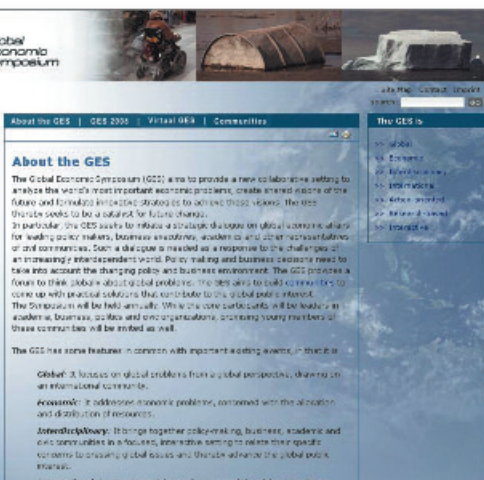 obal
onomic
mposium
Site Map Contact Imprint
Search: GO
About the GES | GES 2008 | Virtual GES | Communities
The GES is
>> Global
>> Economic
>> Interdisciplinary
>> International
>> Action-oriented
>> Research-based
>> Interactive
About the GES
The Global Economic Symposium (GES) aims to provide a new collaborative setting to
analyze the world's most important economic problems, create shared visions of the
future and formulate innovative strategies to achieve those visions. The GES
thereby seeks to be a catalyst for future change.
In particular, the GES seeks to initiate a strategic dialogue on global economic affairs
for leading policy makers, business executives, academics and other representatives
of civil communities. Such a dialogue is needed as a response to the challenges of
an increasingly interdependent world. Policy making and business decisions need to
take into account the changing policy and business environment. The GES provides a
forum to think globally about global problems. The GES aims to build communities to
come up with practical solutions that contribute to the global public interest.
The Symposium will be held annually. While the core participants will be leaders in
academia, business, politics and civic organizations, promising young members of
these communities will be invited as well.
The GES has some features in common with important existing events, in that it is
Global: It focuses on global problems from a global perspective, drawing on
an international community.
Economic: It addresses economic problems, concerned with the allocation
and distribution of resources.
Interdisciplinary: It brings together policy-making, business, academic and
civic communities in a focused, interactive setting to relate their specific
concerns to pressing global issues and thereby advance the global public
interest.